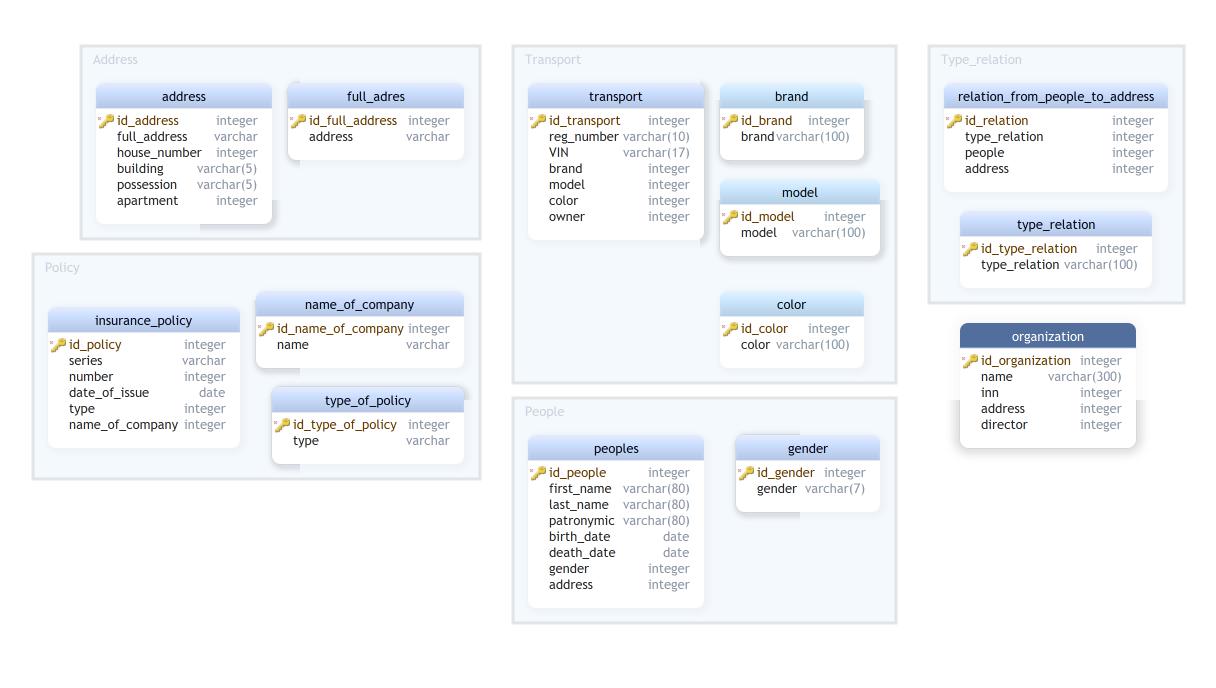 Address
address
id_address integer
full_address varchar
house_number integer
building varchar(5)
possession varchar(5)
apartment integer
full_adres
id_full_address integer
address varchar
Transport
transport
id_transport integer
reg_number varchar(10)
VIN varchar(17)
brand integer
model integer
color integer
owner integer
brand
id_brand integer
brand varchar(100)
model
id_model integer
model varchar(100)
color
id_color integer
color varchar(100)
Type_relation
relation_from_people_to_address
id_relation integer
type_relation integer
people integer
address integer
type_relation
id_type_relation integer
type_relation varchar(100)
Policy
insurance_policy
id_policy integer
series varchar
number integer
date_of_issue date
type integer
name_of_company integer
name_of_company
id_name_of_company integer
name varchar
type_of_policy
id_type_of_policy integer
type varchar
People
peoples
id_people integer
first_name varchar(80)
last_name varchar(80)
patronymic varchar(80)
birth_date date
death_date date
gender integer
address integer
gender
id_gender integer
gender varchar(7)
organization
id_organization integer
name varchar(300)
inn integer
address integer
director integer